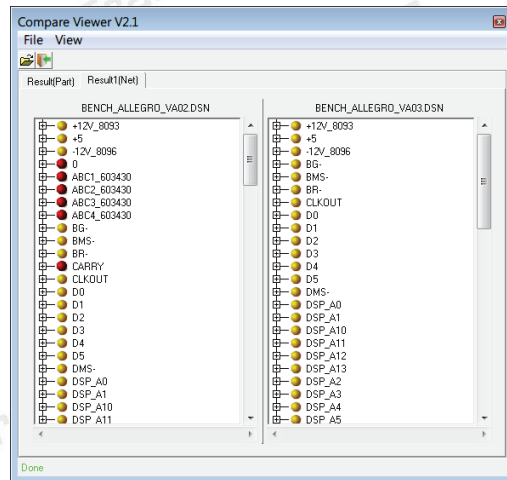 Compare Viewer V2.1
File View
Result(Part) Result1(Net)
BENCH_ALLEGRO_VA02.DSN
+12V_8093
+5
-12V_8096
0
ABC1_603430
ABC2_603430
ABC3_603430
ABC4_603430
BG-
BMS-
BR-
CARRY
CLKOUT
D0
D1
D2
D3
D4
D5
DMS-
DSP_A0
DSP_A1
DSP_A10
DSP_A11
BENCH_ALLEGRO_VA03.DSN
+12V_8093
+5
-12V_8096
BG-
BMS-
BR-
CLKOUT
D0
D1
D2
D3
D4
D5
DMS-
DSP_A0
DSP_A1
DSP_A10
DSP_A11
DSP_A12
DSP_A13
DSP_A2
DSP_A3
DSP_A4
DSP_A5
Done